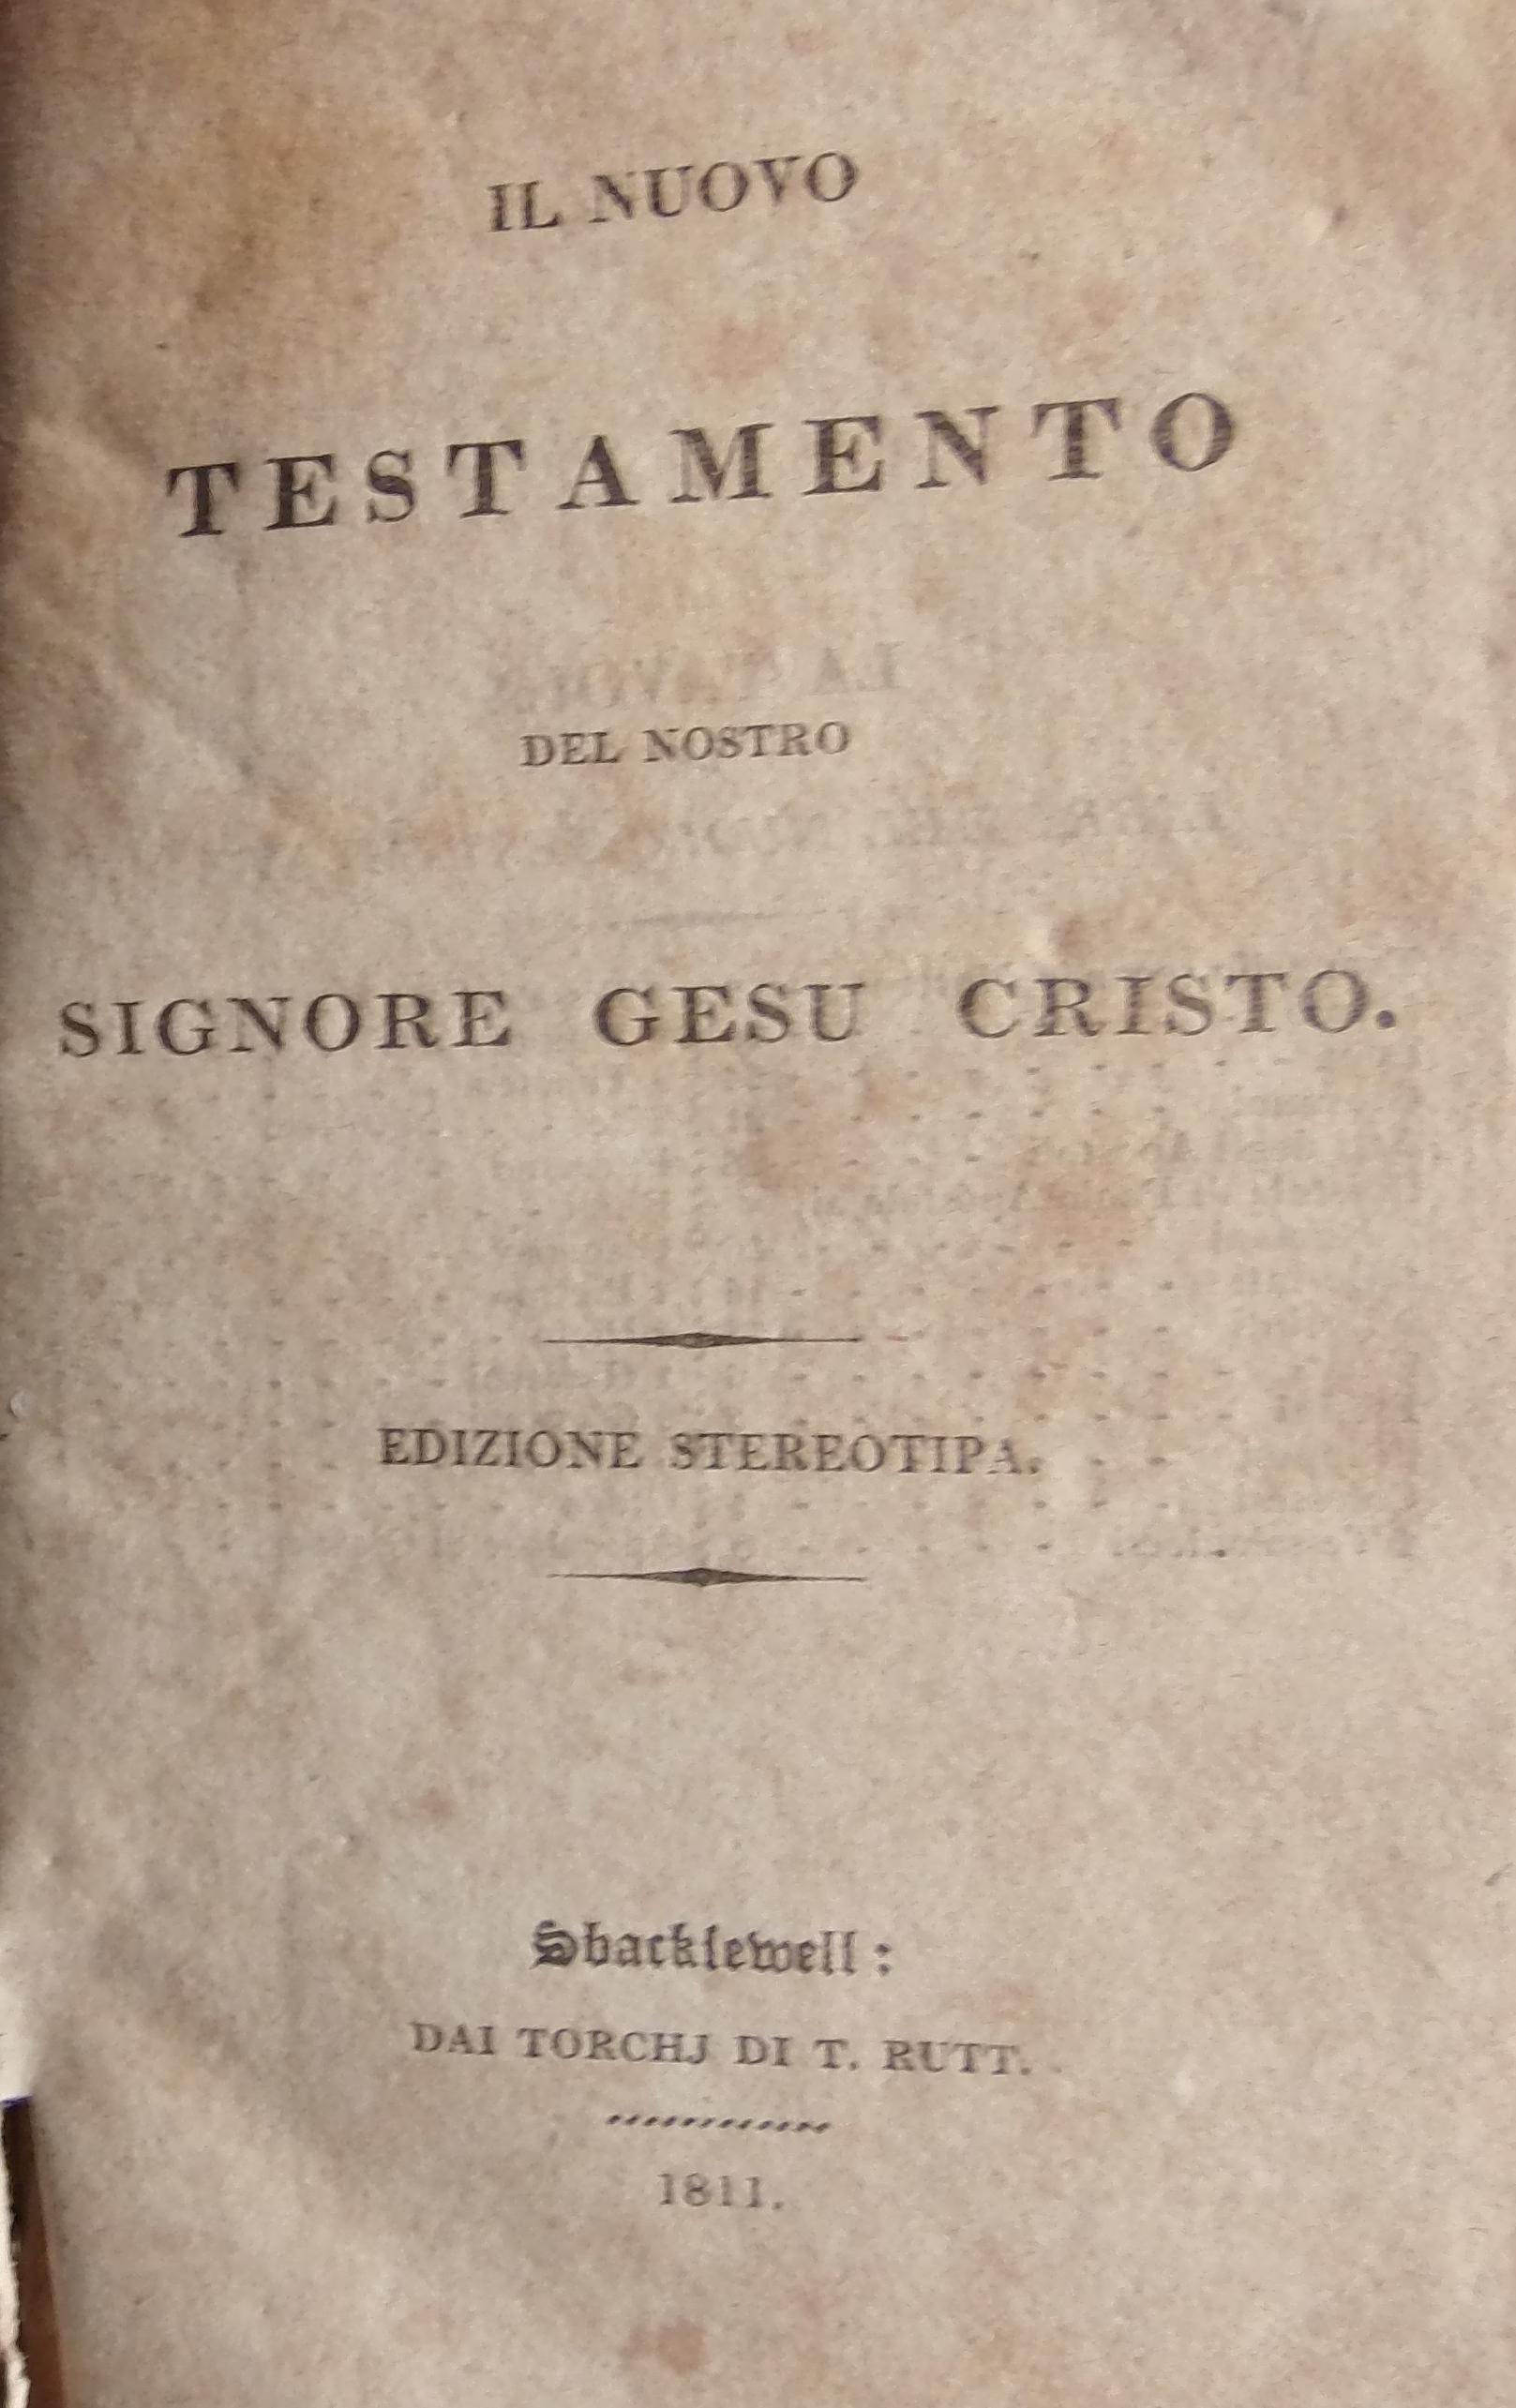 IL NUOVO
TESTAMENTO
DEL NOSTRO
SIGNORE GESU CRISTO.
EDIZIONE STEREOTIPA.
Shacklewell:
DAI TORCHJ DI T. RUTT.
1811.